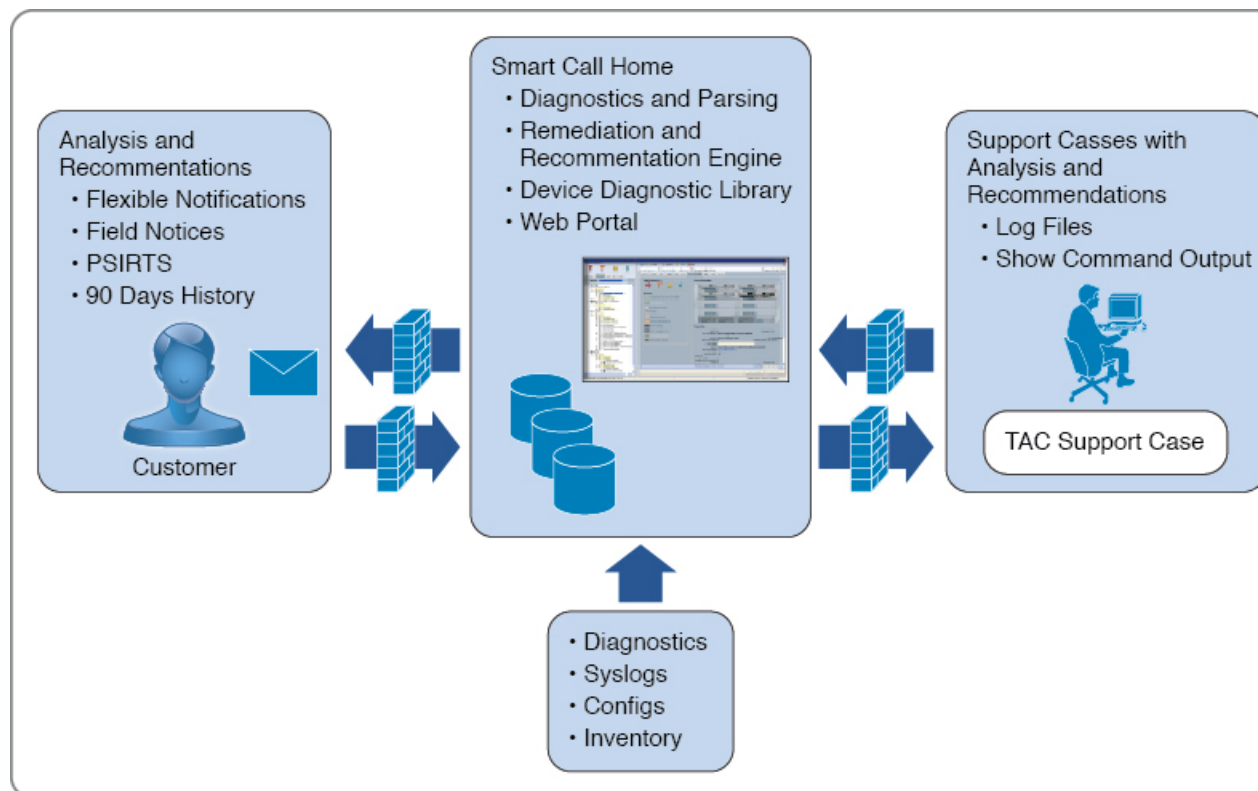 Analysis and
Recommentations
• Flexible Notifications
• Field Notices
• PSIRTS
• 90 Days History
Customer
Smart Call Home
• Diagnostics and Parsing
• Remediation and
Recommentation Engine
• Device Diagnostic Library
• Web Portal
Support Casses with
Analysis and
Recommendations
• Log Files
• Show Command Output
TAC Support Case
• Diagnostics
• Syslogs
• Configs
• Inventory